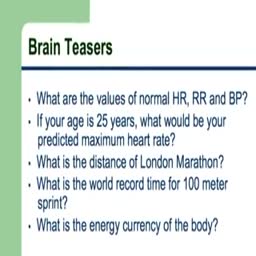 Brain Teasers
• What are the values of normal HR, RR and BP?
• If your age is 25 years, what would be your
predicted maximum heart rate?
• What is the distance of London Marathon?
• What is the world record time for 100 meter
sprint?
• What is the energy currency of the body?